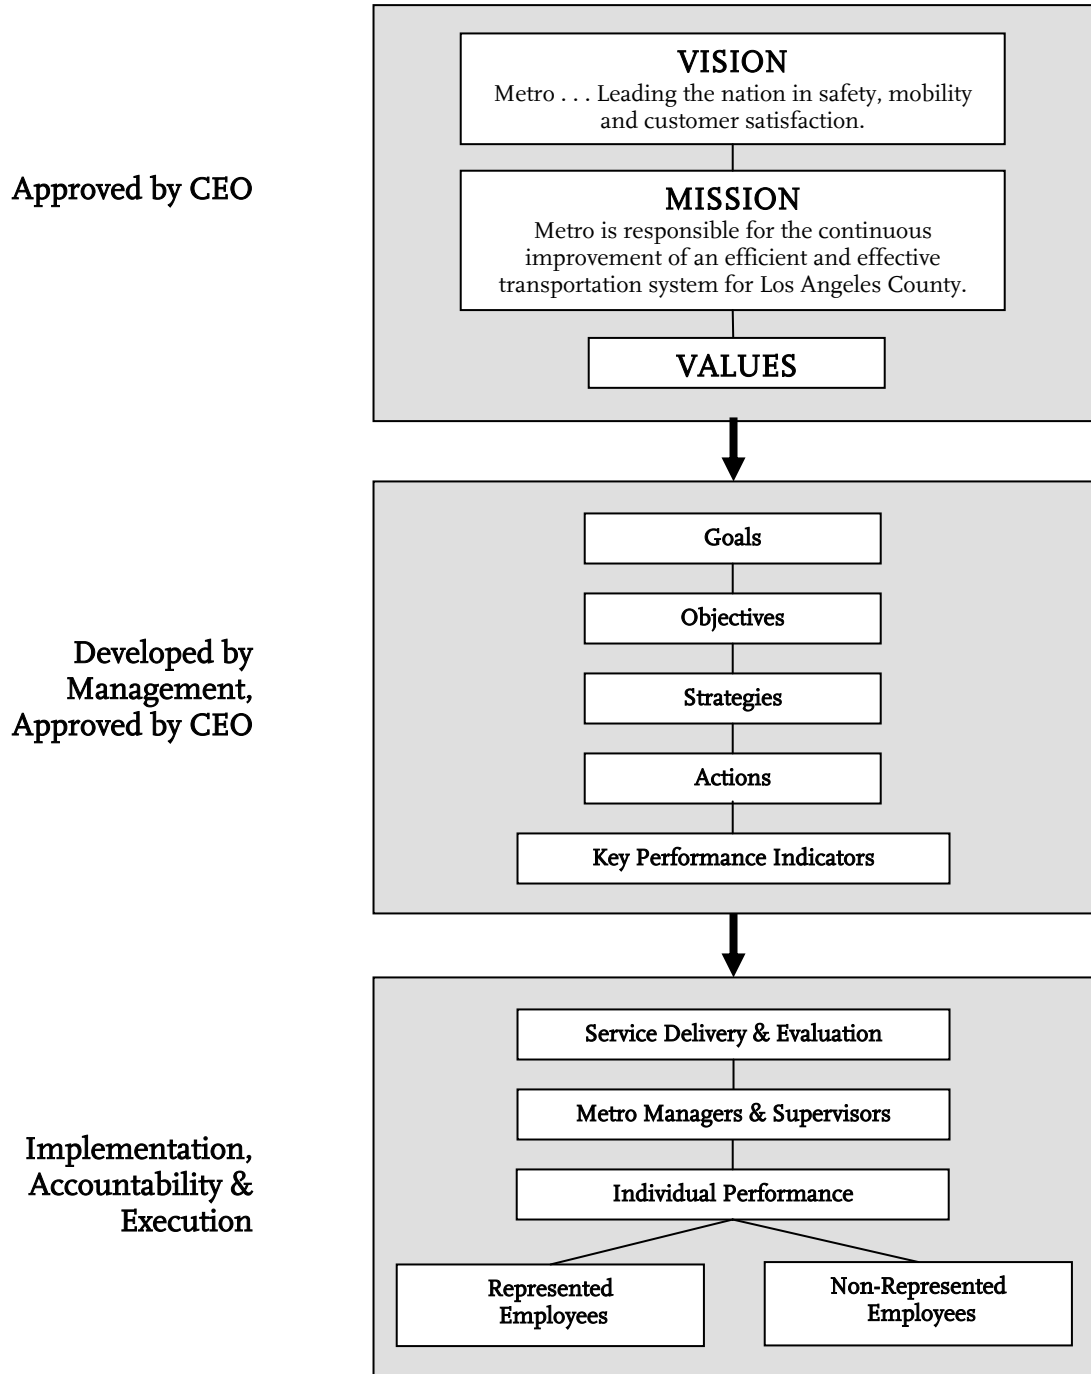 VISION
Metro . . . Leading the nation in safety, mobility
and customer satisfaction.
Approved by CEO
MISSION
Metro is responsible for the continuous
improvement of an efficient and effective
transportation system for Los Angeles County.
VALUES
Developed by
Management,
Approved by CEO
Goals
Objectives
Strategies
Actions
Key Performance Indicators
Implementation,
Accountability &
Execution
Service Delivery & Evaluation
Metro Managers & Supervisors
Individual Performance
Represented
Employees
Non-Represented
Employees